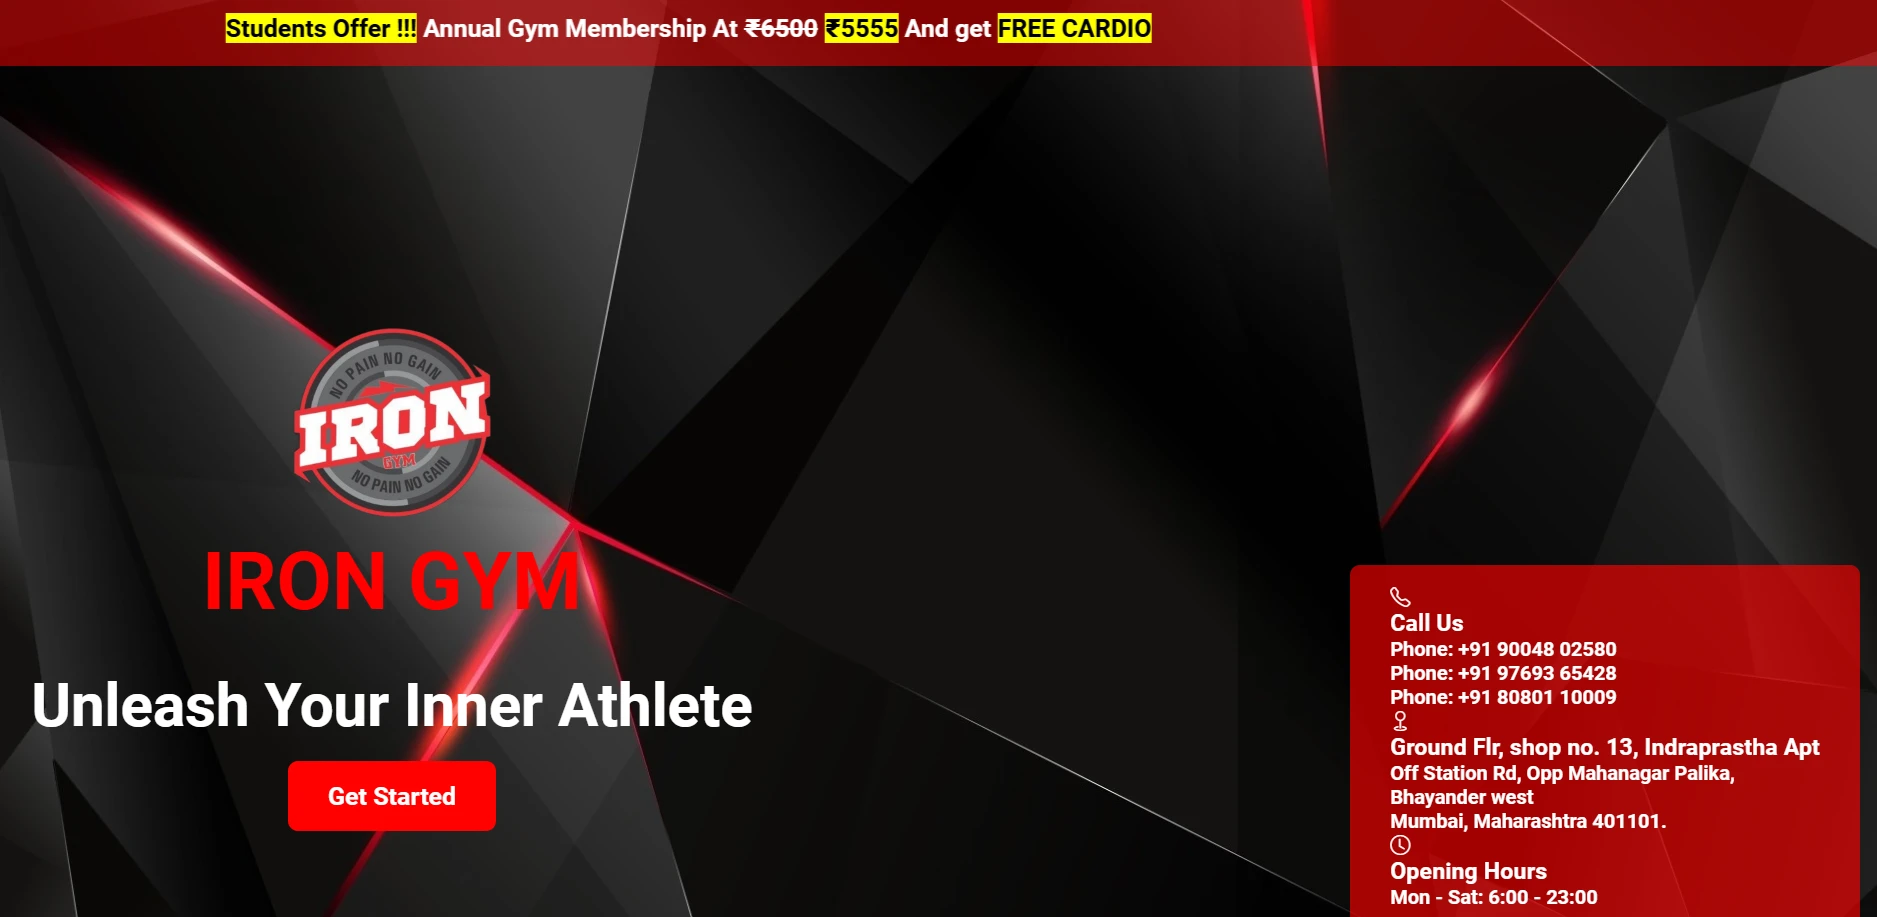 Students Offer !!! Annual Gym Membership At ₹6500 ₹5555 And get FREE CARDIO
NO PAIN NO GAIN
IRON
GYM
NO PAIN NO GAIN
IRON GYM
Unleash Your Inner Athlete
Get Started
Call Us
Phone: +91 90048 02580
Phone: +91 97693 65428
Phone: +91 80801 10009
Ground Flr, shop no. 13, Indraprastha Apt
Off Station Rd, Opp Mahanagar Palika,
Bhayander west
Mumbai, Maharashtra 401101.
Opening Hours
Mon - Sat: 6:00 - 23:00